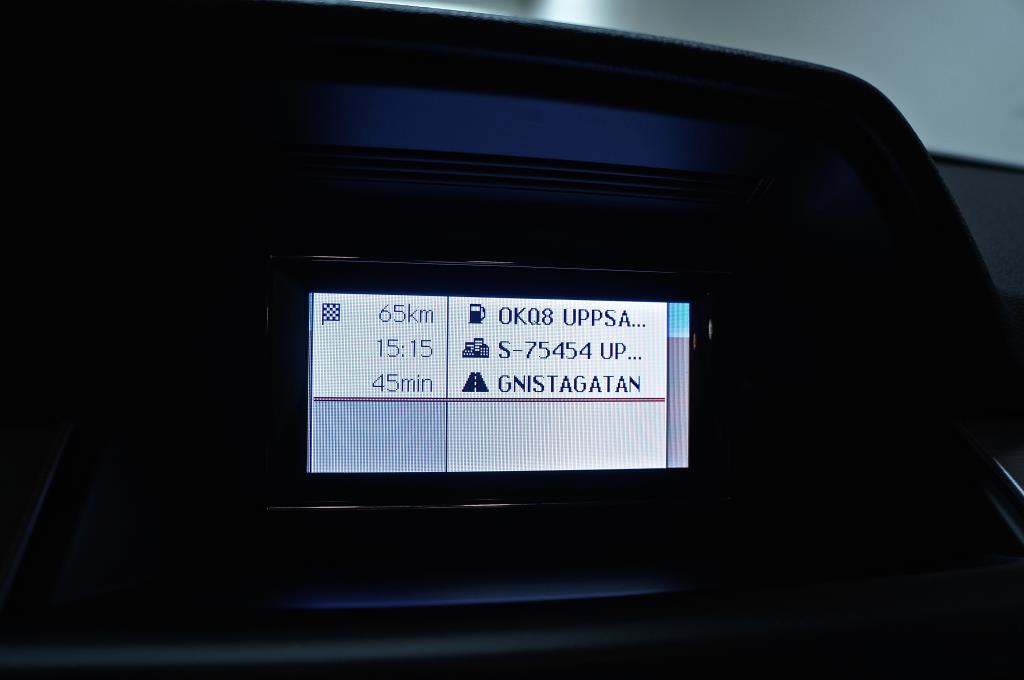 65km OKQ8 UPPSA...
15:15 S-75454 UP...
45min GNISTAGATAN